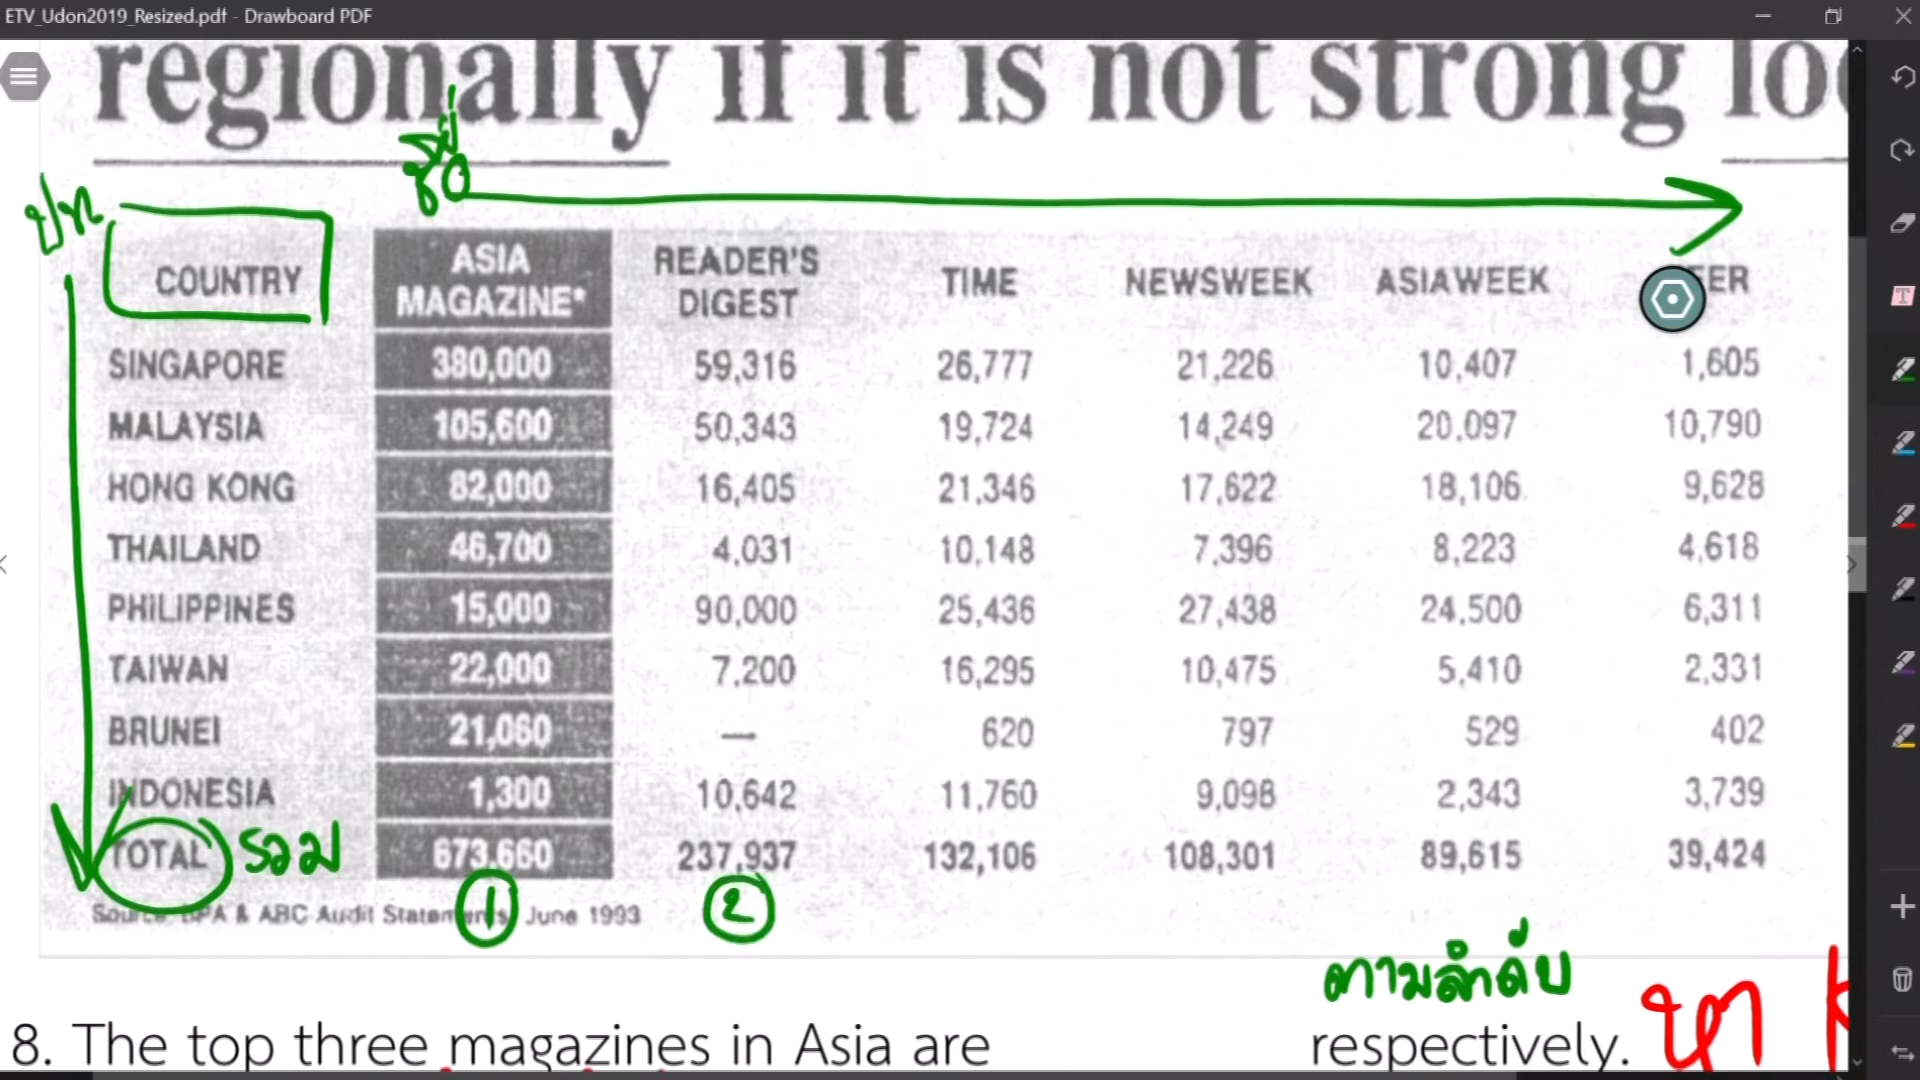 ETV_Udon2019_Resized.pdf - Drawboard PDF
regionally if it is not strong
ชื่อ
ปท.
COUNTRY ASIA MAGAZINE* READER'S DIGEST TIME NEWSWEEK ASIAWEEK
SINGAPORE 380,000 59,316 26,777 21,226 10,407 1,605
MALAYSIA 105,600 50,343 19,724 14,249 20,097 10,790
HONG KONG 82,000 16,405 21,346 17,622 18,106 9,628
THAILAND 46,700 4,031 10,148 7,396 8,223 4,618
PHILIPPINES 15,000 90,000 25,436 27,438 24,500 6,311
TAIWAN 22,000 7,200 16,295 10,475 5,410 2,331
BRUNEI 21,060 — 620 797 529 402
INDONESIA 1,300 10,642 11,760 9,098 2,343 3,739
TOTAL รวม 673,660 237,937 132,106 108,301 89,615 39,424
1 2
Source: BPA & ABC Audit Statements, June 1993
ตามลำดับ
8. The top three magazines in Asia are respectively.